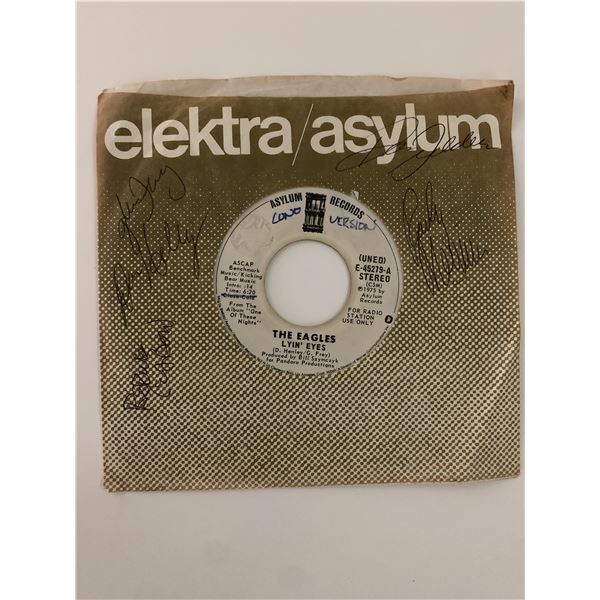 elektra/asylum
ASYLUM RECORDS
LONG VERSION
(UNED)
E-45279-A
STEREO
(CSM)
℗1975 by
Asylum
Records
FOR RADIO
STATION
USE ONLY
ASCAP
Benchmark
Music/Kicking
Bear Music
Intro: :14
Time: 6:20
From The
Album "One
Of These
Nights"
THE EAGLES
LYIN' EYES
(D. Henley/G. Frey)
Produced by Bill Szymczyk
for Pandora Productions